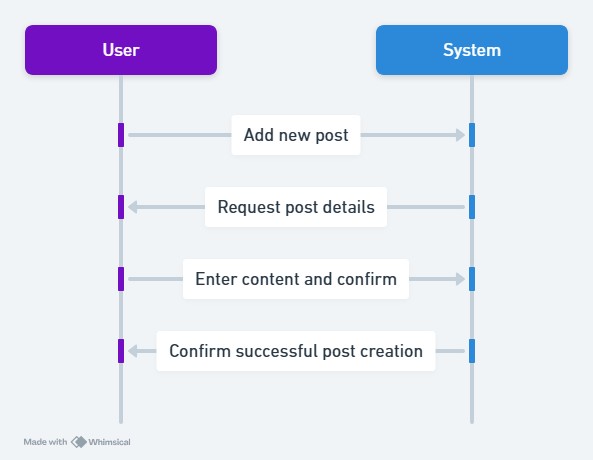 User
System
Add new post
Request post details
Enter content and confirm
Confirm successful post creation
Made with Whimsical